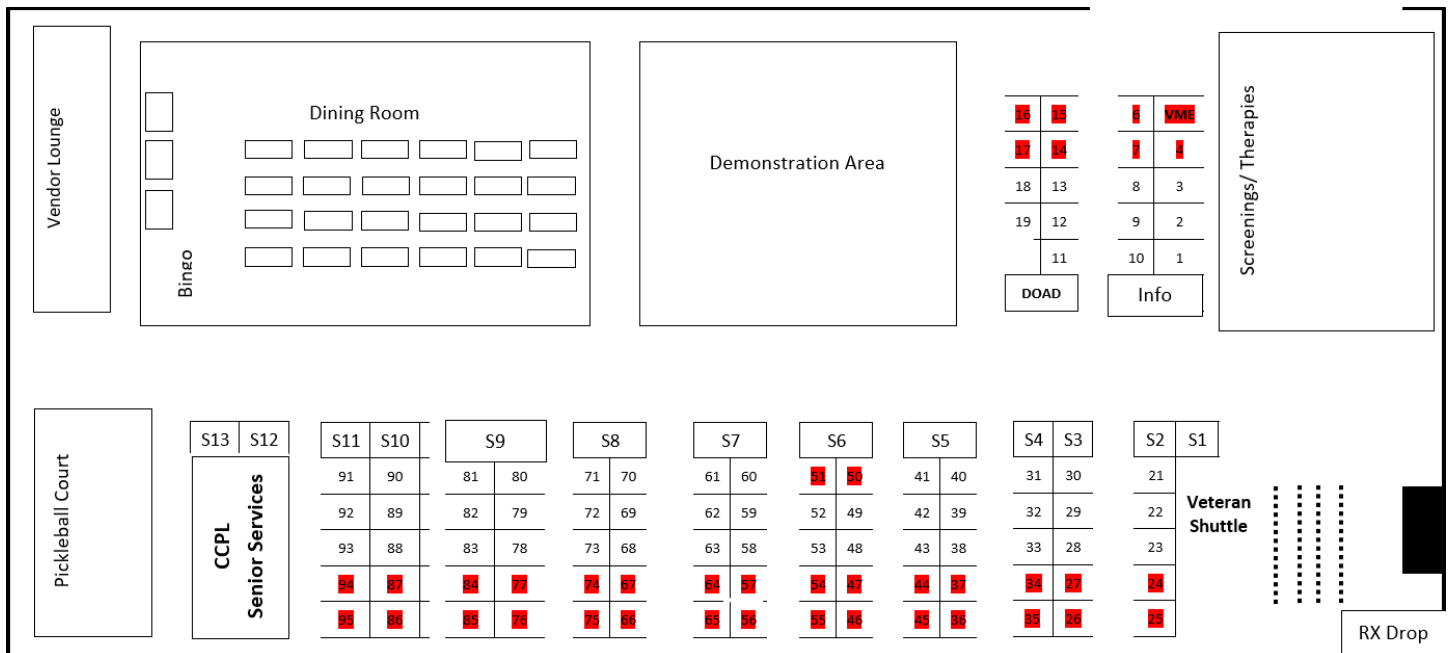 Vendor Lounge
Dining Room
Bingo
Demonstration Area
16 15
17 14
18 13
19 12
11
DOAD
6 VME
7 4
8 3
9 2
10 1
Info
Screenings/ Therapies
Pickleball Court
S13 S12
CCPL
Senior Services
S11 S10
91 90
92 89
93 88
94 87
95 86
S9
81 80
82 79
83 78
84 77
85 76
S8
71 70
72 69
73 68
74 67
75 66
S7
61 60
62 59
63 58
64 57
65 56
S6
51 50
52 49
53 48
54 47
55 46
S5
41 40
42 39
43 38
44 37
45 36
S4 S3
31 30
32 29
33 28
34 27
35 26
S2 S1
21
22
23
24
25
Veteran
Shuttle
RX Drop